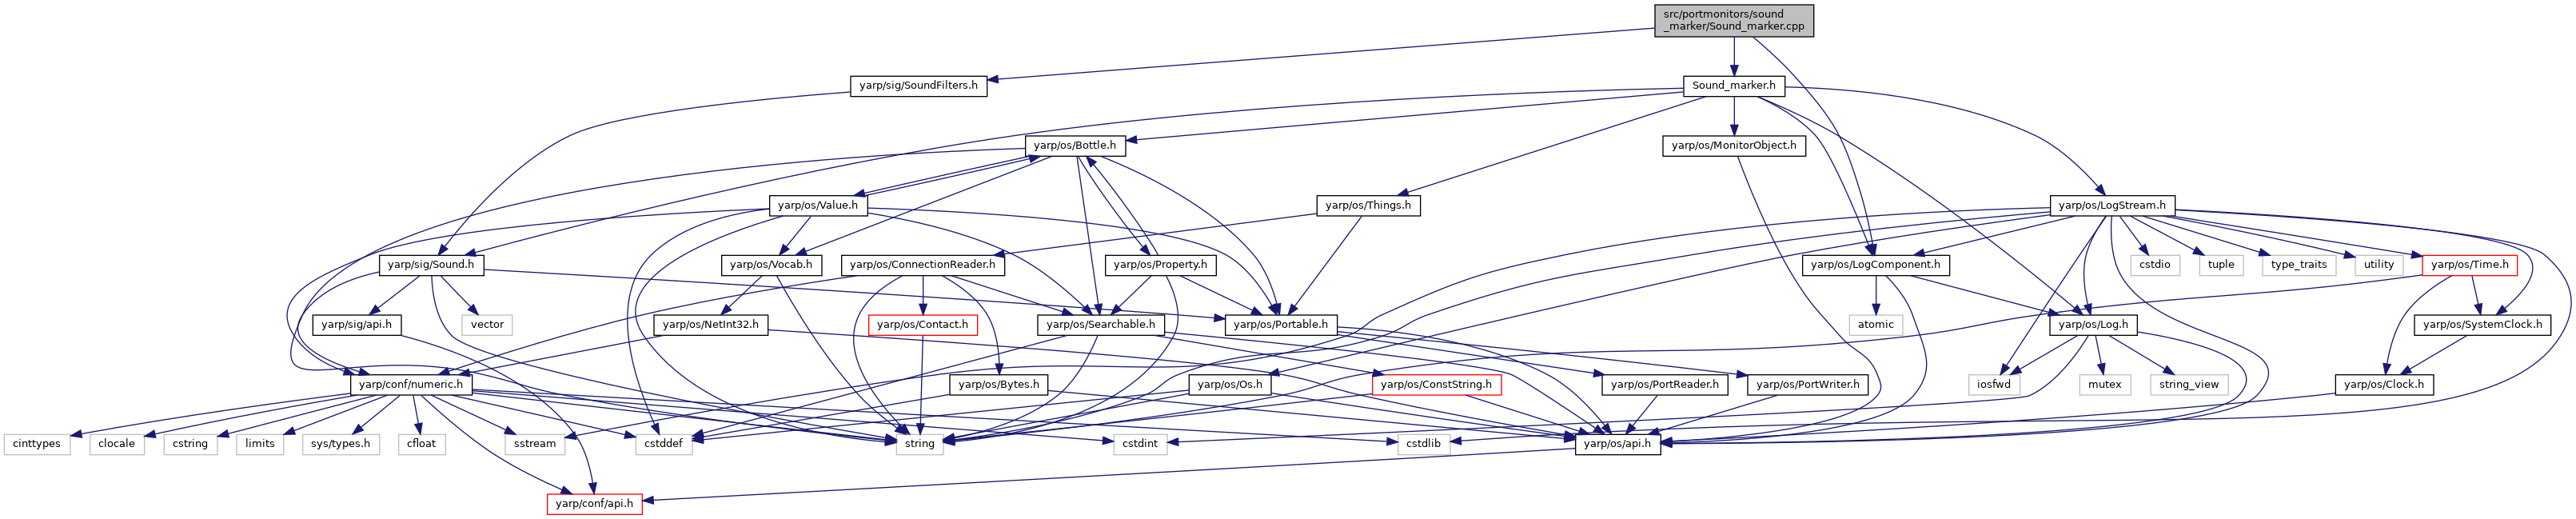 src/portmonitors/sound
_marker/Sound_marker.cpp
yarp/sig/SoundFilters.h
Sound_marker.h
yarp/os/Bottle.h
yarp/os/MonitorObject.h
yarp/os/Value.h
yarp/os/Things.h
yarp/os/LogStream.h
yarp/sig/Sound.h
yarp/os/Vocab.h
yarp/os/ConnectionReader.h
yarp/os/Property.h
yarp/os/LogComponent.h
cstdio
tuple
type_traits
utility
yarp/os/Time.h
yarp/sig/api.h
vector
yarp/os/NetInt32.h
yarp/os/Contact.h
yarp/os/Searchable.h
yarp/os/Portable.h
atomic
yarp/os/Log.h
yarp/os/SystemClock.h
yarp/conf/numeric.h
yarp/os/Bytes.h
yarp/os/Os.h
yarp/os/ConstString.h
yarp/os/PortReader.h
yarp/os/PortWriter.h
iosfwd
mutex
string_view
yarp/os/Clock.h
cinttypes
clocale
cstring
limits
sys/types.h
cfloat
sstream
cstddef
string
cstdint
cstdlib
yarp/os/api.h
yarp/conf/api.h